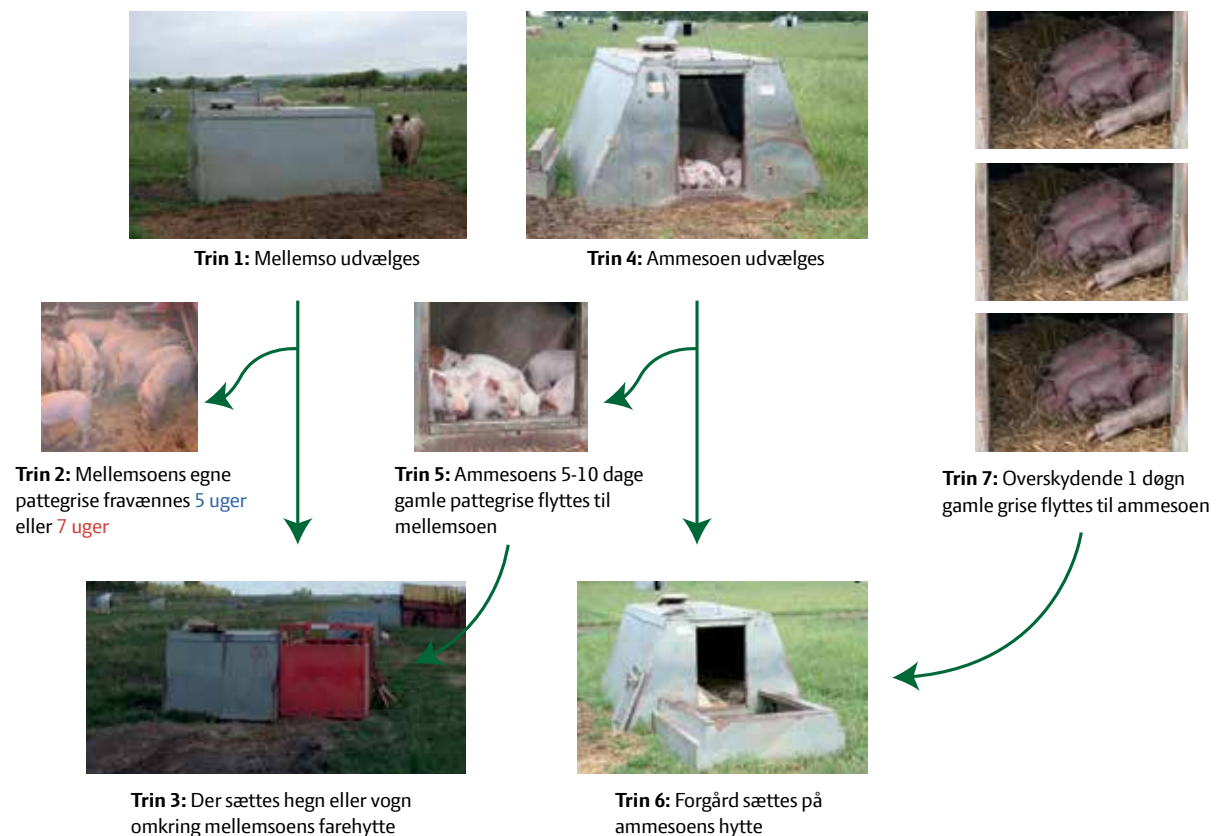 Trin 1: Mellemso udvælges
Trin 4: Ammesoen udvælges
Trin 2: Mellemsoens egne
pattegrise fravænnes 5 uger
eller 7 uger
Trin 5: Ammesoens 5-10 dage
gamle pattegrise flyttes til
mellemsoen
Trin 7: Overskydende 1 døgn
gamle grise flyttes til ammesoen
Trin 3: Der sættes hegn eller vogn
omkring mellemsoens farehytte
Trin 6: Forgård sættes på
ammesoens hytte